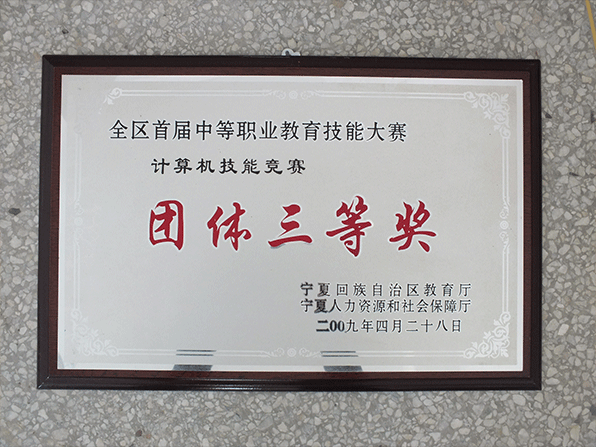 全区首届中等职业教育技能大赛
计算机技能竞赛
团体三等奖
宁夏回族自治区教育厅
宁夏人力资源和社会保障厅
二00九年四月二十八日